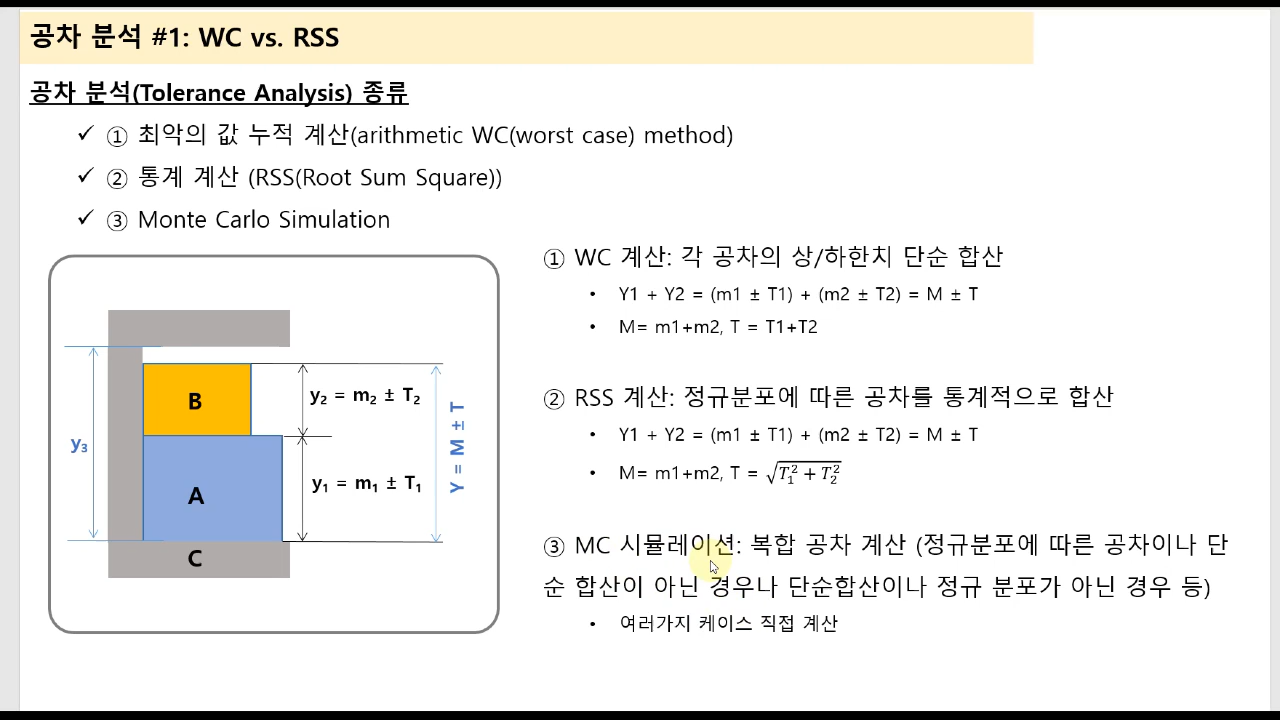 공차 분석 #1: WC vs. RSS
공차 분석(Tolerance Analysis) 종류
✓ ① 최악의 값 누적 계산(arithmetic WC(worst case) method)
✓ ② 통계 계산 (RSS(Root Sum Square))
✓ ③ Monte Carlo Simulation
B
A
C
y₃
y₂ = m₂ ± T₂
y₁ = m₁ ± T₁
Y = M ± T
① WC 계산: 각 공차의 상/하한치 단순 합산
• Y1 + Y2 = (m1 ± T1) + (m2 ± T2) = M ± T
• M= m1+m2, T = T1+T2
② RSS 계산: 정규분포에 따른 공차를 통계적으로 합산
• Y1 + Y2 = (m1 ± T1) + (m2 ± T2) = M ± T
• M= m1+m2, T = √(T₁² + T₂²)
③ MC 시뮬레이션: 복합 공차 계산 (정규분포에 따른 공차이나 단
순 합산이 아닌 경우나 단순합산이나 정규 분포가 아닌 경우 등)
• 여러가지 케이스 직접 계산